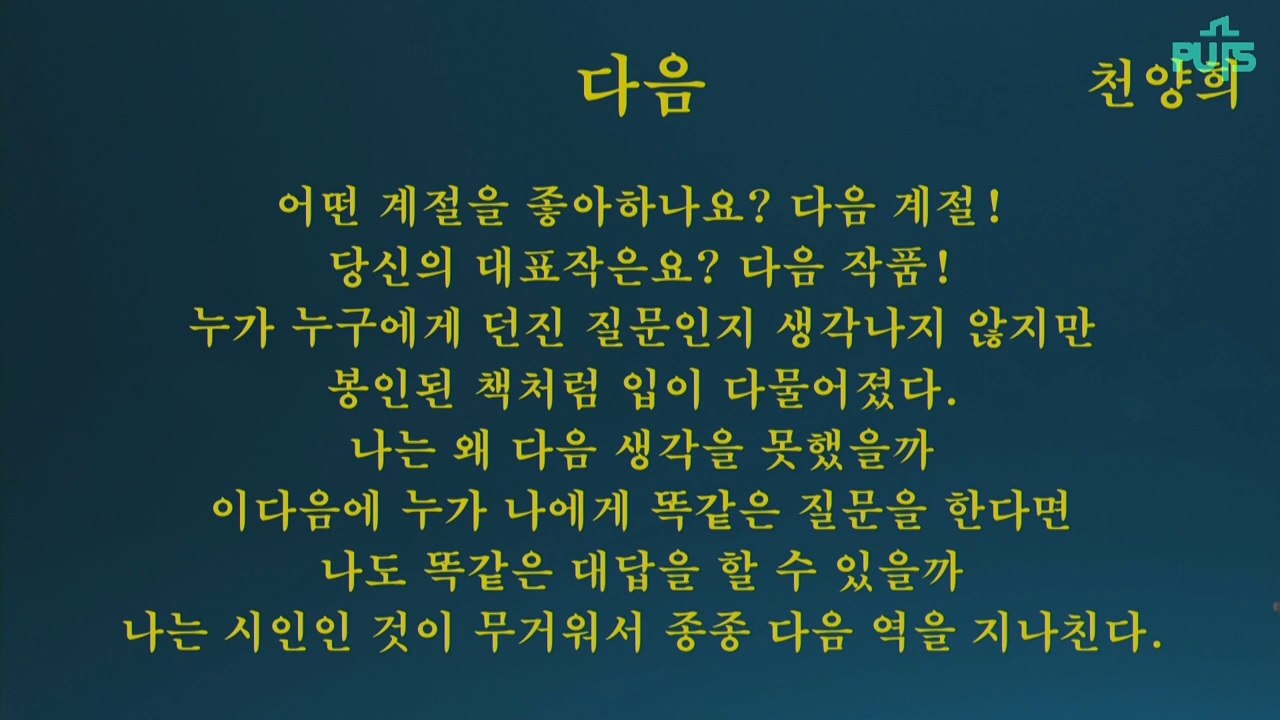 다음
천양희
PUTS
어떤 계절을 좋아하나요? 다음 계절!
당신의 대표작은요? 다음 작품!
누가 누구에게 던진 질문인지 생각나지 않지만
봉인된 책처럼 입이 다물어졌다.
나는 왜 다음 생각을 못했을까
이다음에 누가 나에게 똑같은 질문을 한다면
나도 똑같은 대답을 할 수 있을까
나는 시인인 것이 무거워서 종종 다음 역을 지나친다.